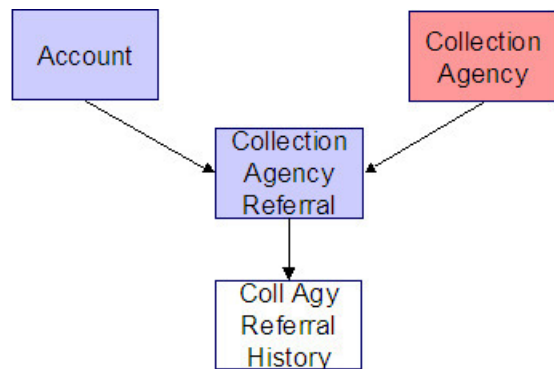 Account
Collection
Agency
Collection
Agency
Referral
Coll Agy
Referral
History